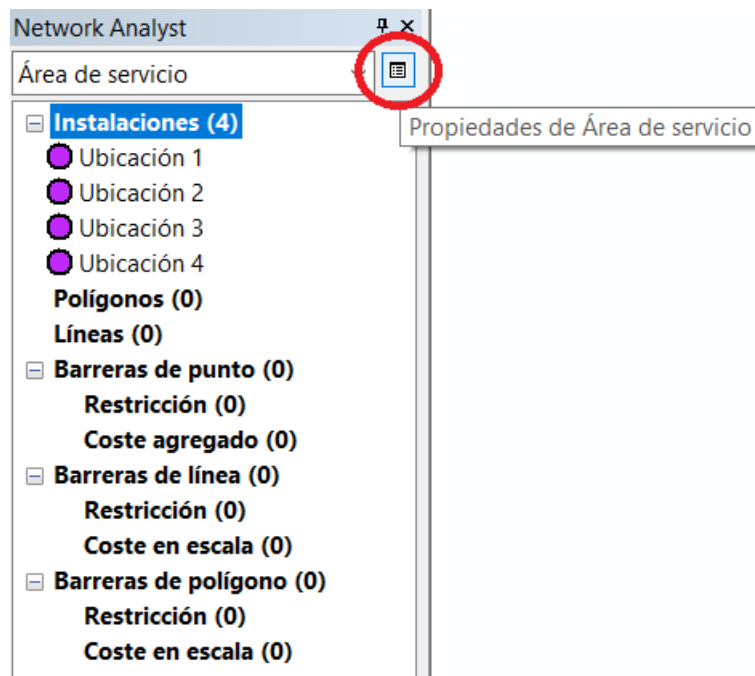 Network Analyst
Área de servicio
Instalaciones (4)
Propiedades de Área de servicio
Ubicación 1
Ubicación 2
Ubicación 3
Ubicación 4
Polígonos (0)
Líneas (0)
Barreras de punto (0)
Restricción (0)
Coste agregado (0)
Barreras de línea (0)
Restricción (0)
Coste en escala (0)
Barreras de polígono (0)
Restricción (0)
Coste en escala (0)